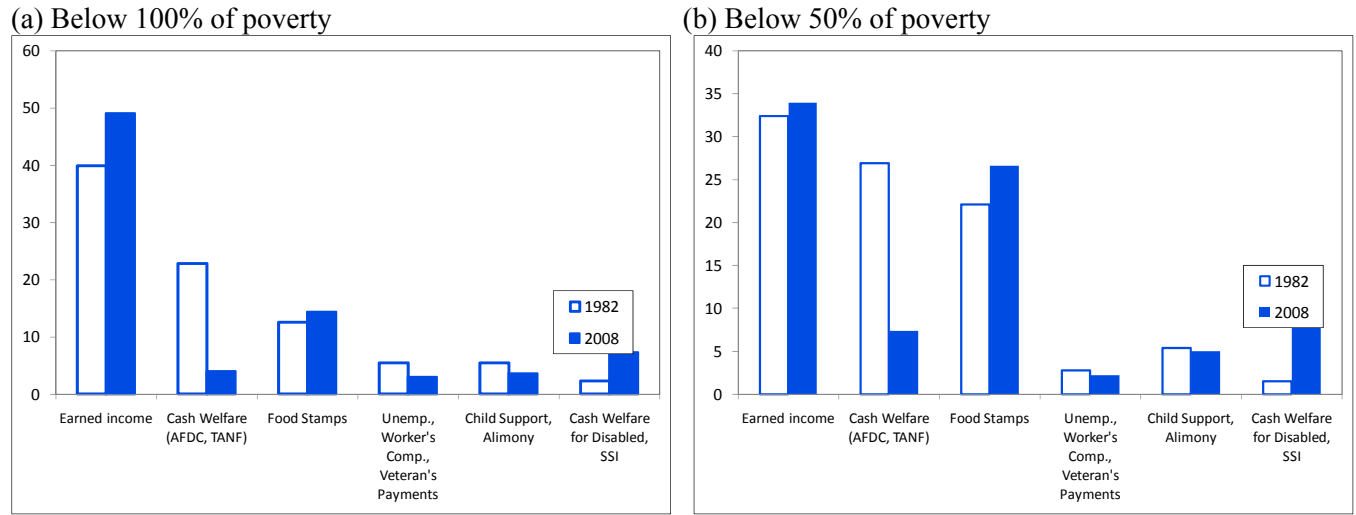 (a) Below 100% of poverty
60
50
40
30
20
10
0
1982
2008
Earned income
Cash Welfare
(AFDC, TANF)
Food Stamps
Unemp.,
Worker's
Comp.,
Veteran's
Payments
Child Support,
Alimony
Cash Welfare
for Disabled,
SSI
(b) Below 50% of poverty
40
35
30
25
20
15
10
5
0
1982
2008
Earned income
Cash Welfare
(AFDC, TANF)
Food Stamps
Unemp.,
Worker's
Comp.,
Veteran's
Payments
Child Support,
Alimony
Cash Welfare
for Disabled,
SSI